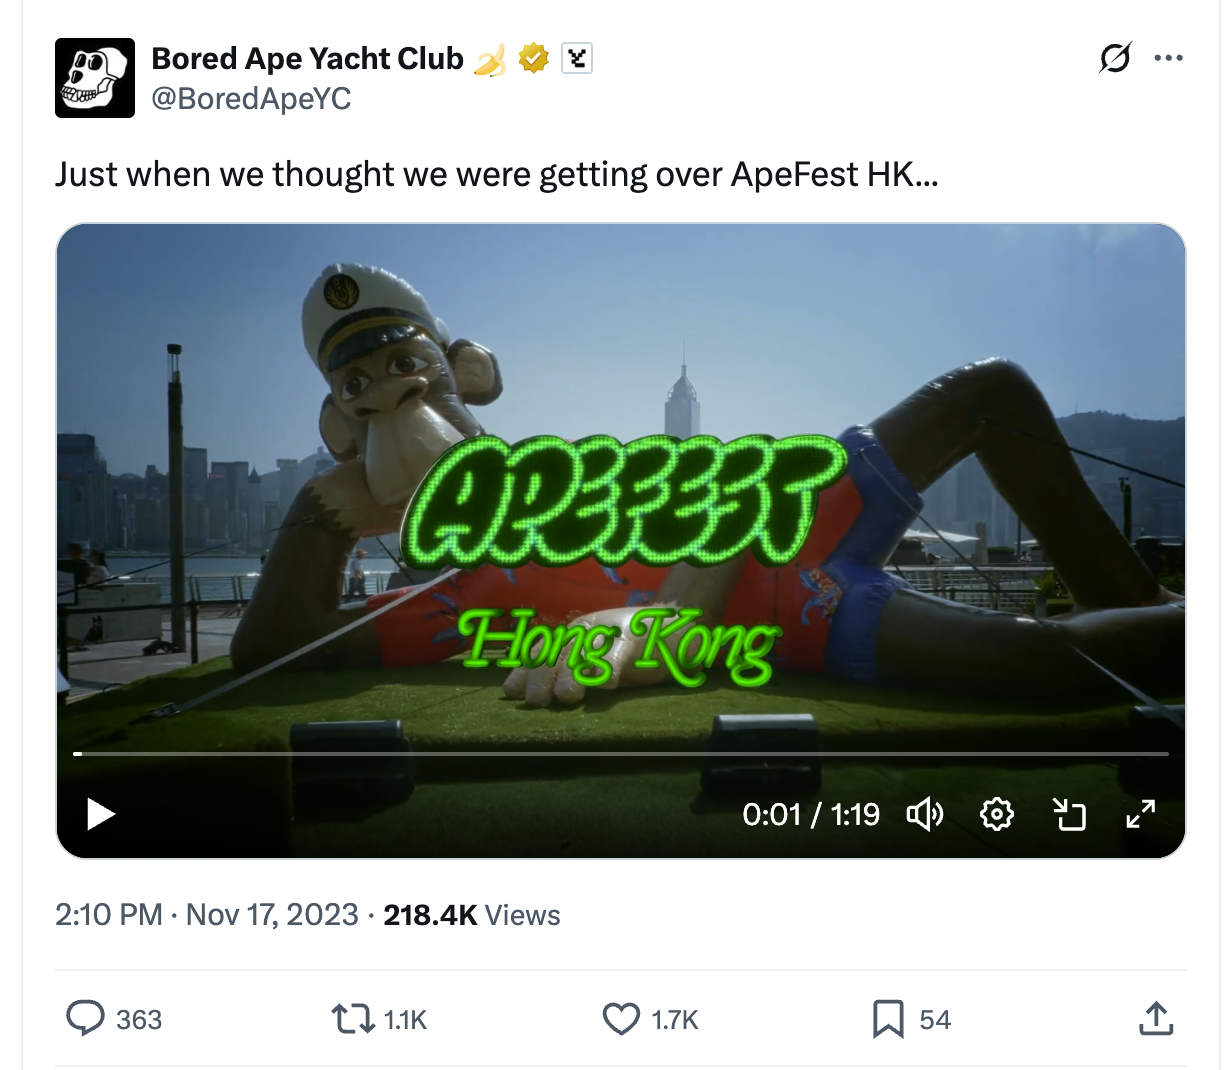 Bored Ape Yacht Club 🍌
@BoredApeYC
Just when we thought we were getting over ApeFest HK...
APEFEST
Hong Kong
0:01 / 1:19
2:10 PM · Nov 17, 2023 · 218.4K Views
363 1.1K 1.7K 54